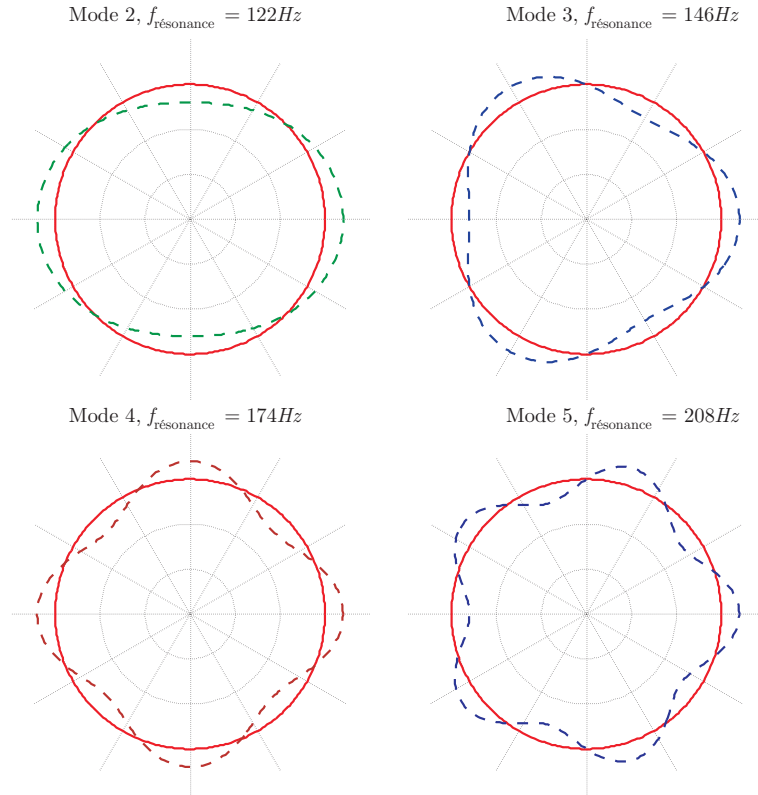 Mode 2, f_résonance = 122Hz
Mode 3, f_résonance = 146Hz
Mode 4, f_résonance = 174Hz
Mode 5, f_résonance = 208Hz